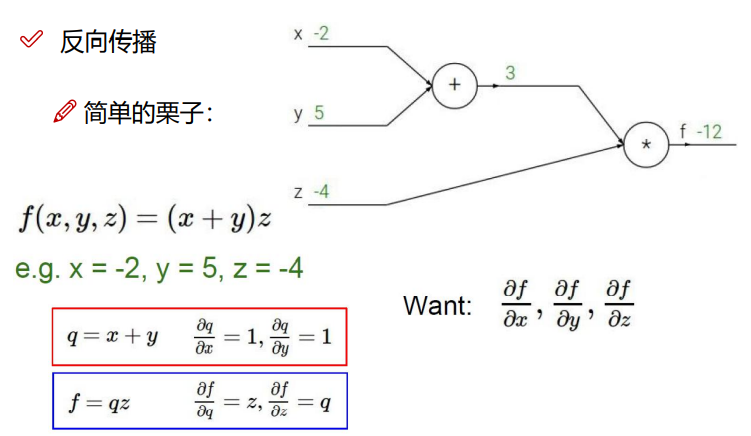 反向传播
简单的栗子：
x -2
y 5
z -4
+
3
*
f -12
f(x, y, z) = (x + y)z
e.g. x = -2, y = 5, z = -4
q = x + y ∂q/∂x = 1, ∂q/∂y = 1
f = qz ∂f/∂q = z, ∂f/∂z = q
Want: ∂f/∂x, ∂f/∂y, ∂f/∂z